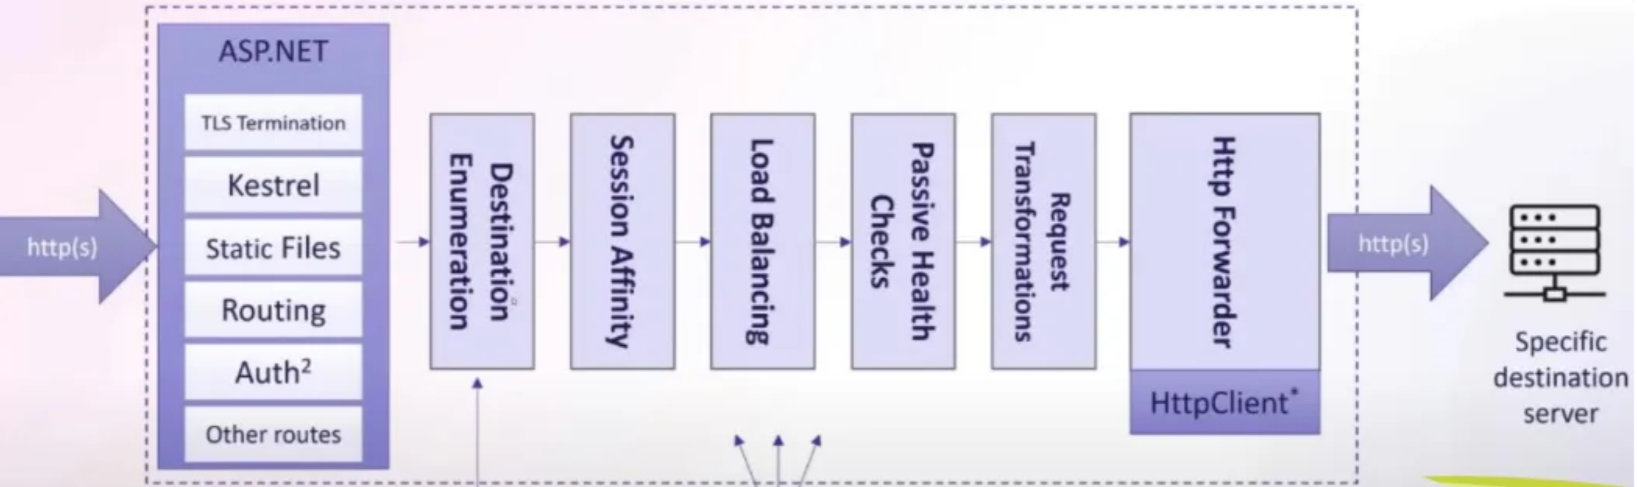 http(s)
ASP.NET
TLS Termination
Kestrel
Static Files
Routing
Auth²
Other routes
Destination
Enumeration
Session Affinity
Load Balancing
Passive Health
Checks
Request
Transformations
Http Forwarder
HttpClient*
http(s)
Specific
destination
server